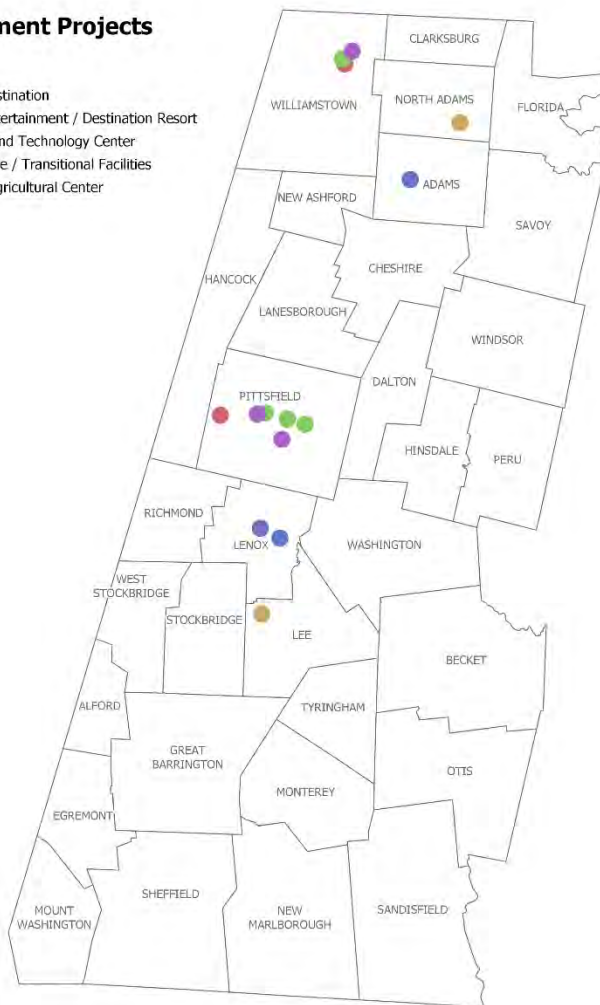 ment Projects
stination
tertainment / Destination Resort
nd Technology Center
re / Transitional Facilities
gricultural Center
CLARKSBURG
WILLIAMSTOWN
NORTH ADAMS
FLORIDA
ADAMS
NEW ASHFORD
SAVOY
CHESHIRE
HANCOCK
LANESBOROUGH
WINDSOR
DALTON
PITTSFIELD
HINSDALE
PERU
RICHMOND
LENOX
WASHINGTON
WEST
STOCKBRIDGE
STOCKBRIDGE
LEE
BECKET
ALFORD
TYRINGHAM
GREAT
BARRINGTON
OTIS
MONTEREY
EGREMONT
SHEFFIELD
MOUNT
WASHINGTON
NEW
MARLBOROUGH
SANDISFIELD